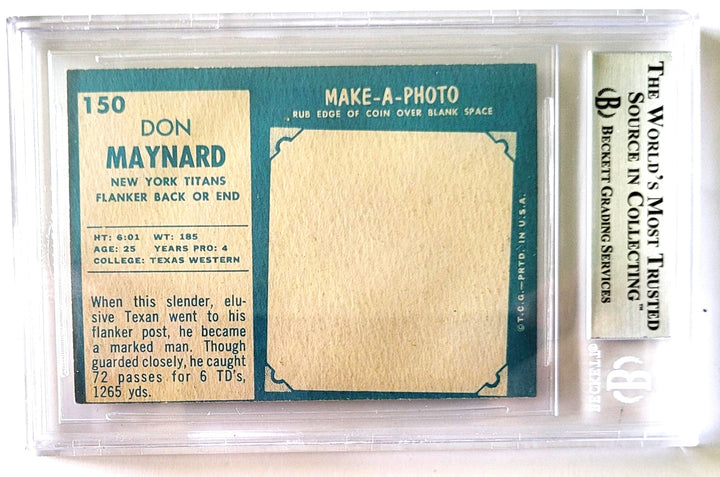 150
DON
MAYNARD
NEW YORK TITANS
FLANKER BACK OR END
HT: 6:01 WT: 185
AGE: 25 YEARS PRO: 4
COLLEGE: TEXAS WESTERN
When this slender, elu-
sive Texan went to his
flanker post, he became
a marked man. Though
guarded closely, he caught
72 passes for 6 TD's,
1265 yds.
MAKE-A-PHOTO
RUB EDGE OF COIN OVER BLANK SPACE
©T.C.G.—PRTD. IN U.S.A.
THE WORLD'S MOST TRUSTED
SOURCE IN COLLECTING™
B BECKETT GRADING SERVICES
BECKETT
B